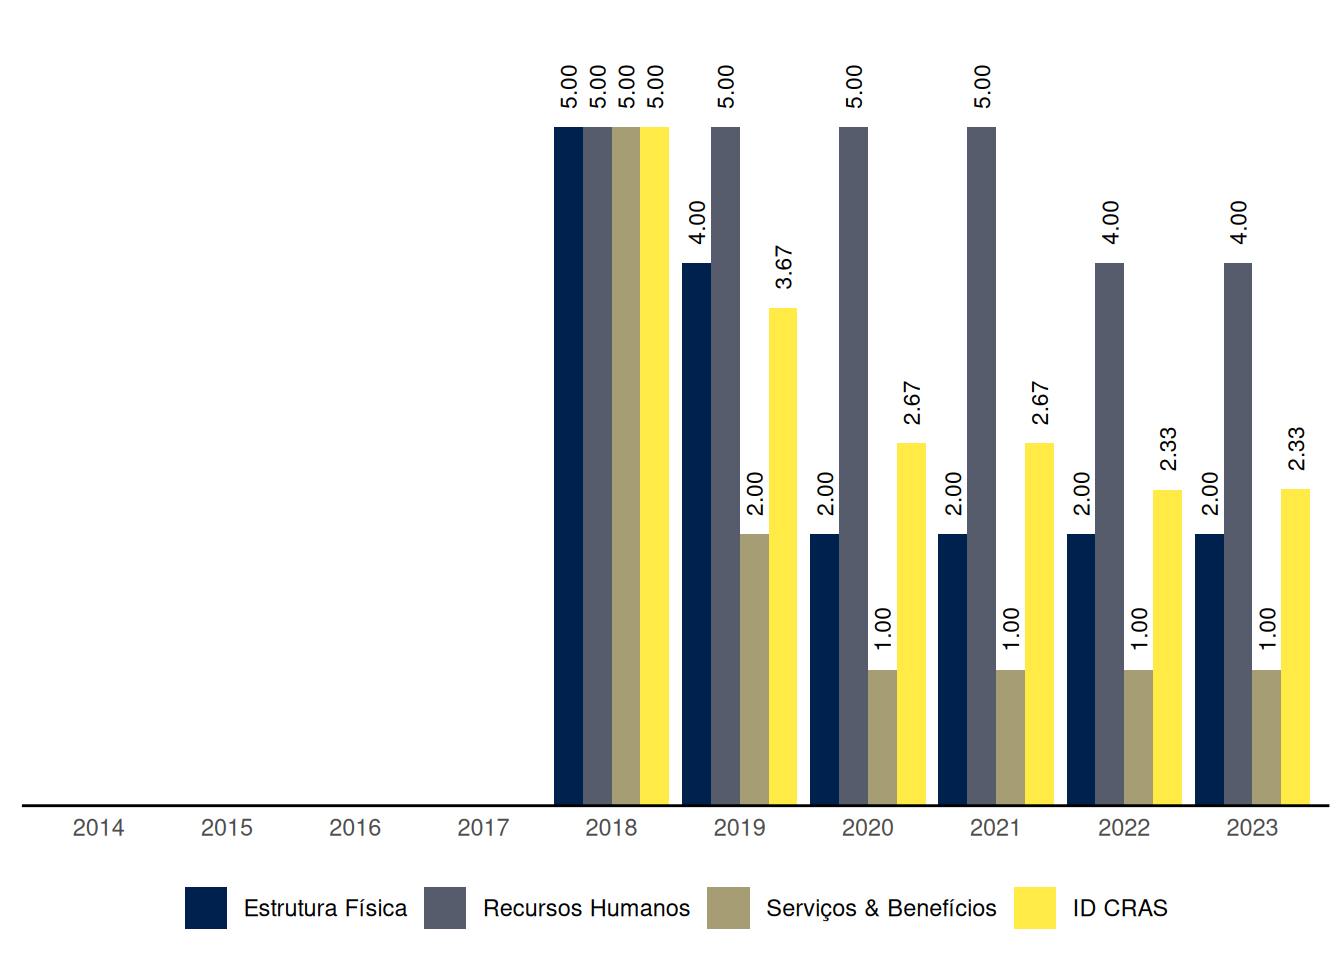 5.00 5.00 5.00 5.00 5.00 5.00 5.00
4.00 4.00 4.00
3.67
2.67 2.67
2.33 2.33
2.00 2.00 2.00 2.00 2.00
1.00 1.00 1.00 1.00
2014 2015 2016 2017 2018 2019 2020 2021 2022 2023
Estrutura Física Recursos Humanos Serviços & Benefícios ID CRAS